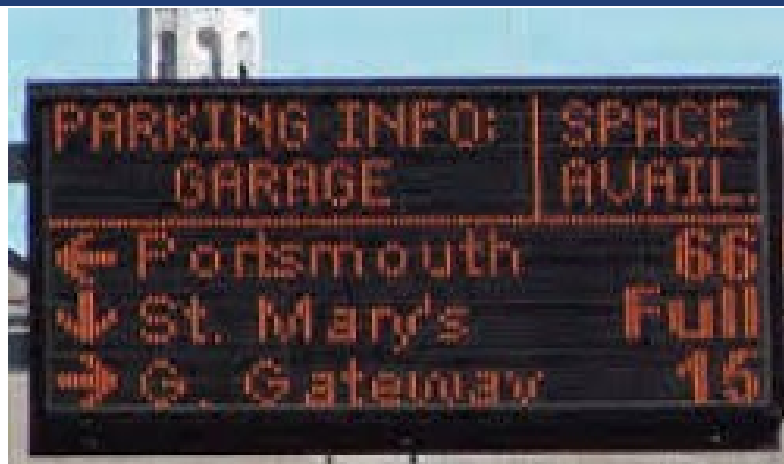 PARKING INFO: SPACE
GARAGE AVAIL.
← Portsmouth 66
↓ St. Mary's Full
→ G. Gateway 15